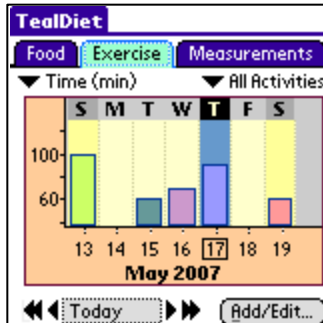 TealDiet
Food Exercise Measurements
Time (min) All Activities
S M T W T F S
100
60
13 14 15 16 17 18 19
May 2007
Today Add/Edit...